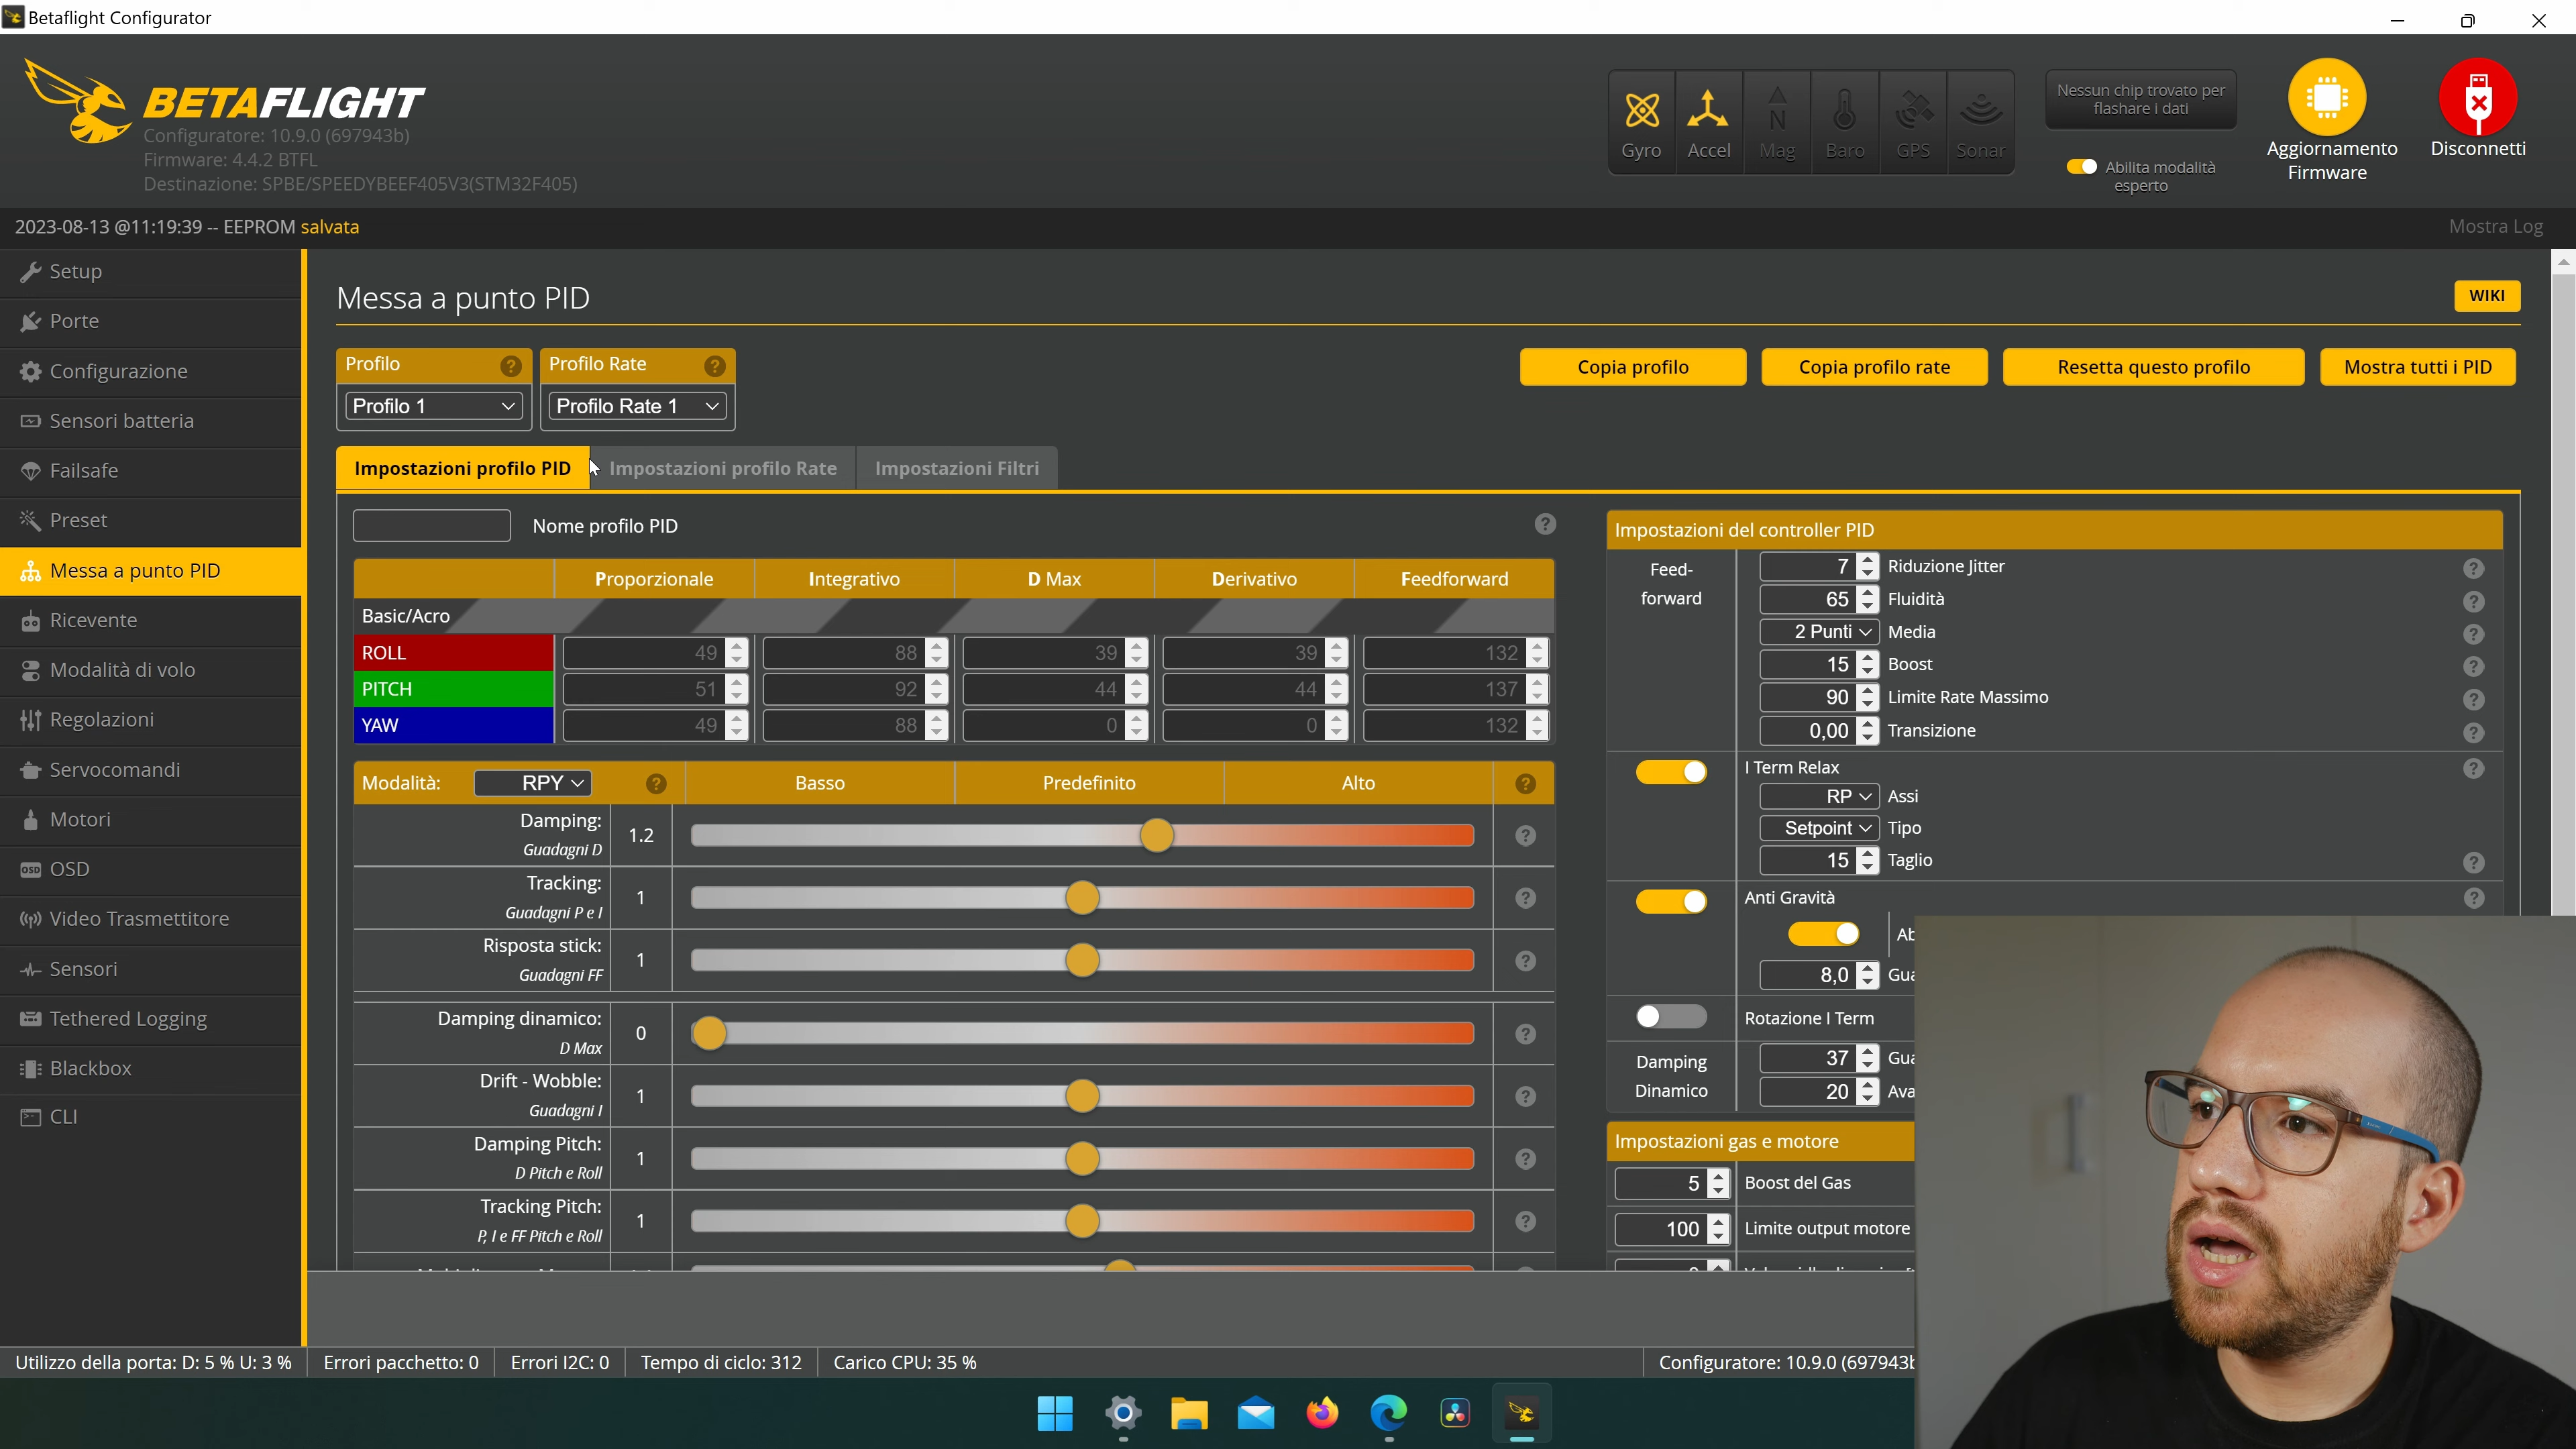 Betaflight Configurator
BETAFLIGHT
Configuratore: 10.9.0 (697943b)
Firmware: 4.4.2 BTFL
Destinazione: SPBE/SPEEDYBEEF405V3(STM32F405)
Gyro
Accel
Mag
Baro
GPS
Sonar
Nessun chip trovato per
flashare i dati
Abilita modalità
esperto
Aggiornamento
Firmware
Disconnetti
2023-08-13 @11:19:39 -- EEPROM salvata
Mostra Log
Setup
Porte
Configurazione
Sensori batteria
Failsafe
Preset
Messa a punto PID
Ricevente
Modalità di volo
Regolazioni
Servocomandi
Motori
OSD
Video Trasmettitore
Sensori
Tethered Logging
Blackbox
CLI
Messa a punto PID
WIKI
Profilo
Profilo 1
Profilo Rate
Profilo Rate 1
Copia profilo
Copia profilo rate
Resetta questo profilo
Mostra tutti i PID
Impostazioni profilo PID
Impostazioni profilo Rate
Impostazioni Filtri
Nome profilo PID
Proporzionale Integrativo D Max Derivativo Feedforward
Basic/Acro
ROLL 49 88 39 39 132
PITCH 51 92 44 44 137
YAW 49 88 0 0 132
Modalità: RPY Basso Predefinito Alto
Damping: 1.2
Guadagni D
Tracking: 1
Guadagni P e I
Risposta stick: 1
Guadagni FF
Damping dinamico: 0
D Max
Drift - Wobble: 1
Guadagni I
Damping Pitch: 1
D Pitch e Roll
Tracking Pitch: 1
P, I e FF Pitch e Roll
Impostazioni del controller PID
Feed-
forward
7 Riduzione Jitter
65 Fluidità
2 Punti Media
15 Boost
90 Limite Rate Massimo
0,00 Transizione
I Term Relax
RP Assi
Setpoint Tipo
15 Taglio
Anti Gravità
8,0
Rotazione I Term
Damping
Dinamico
37
20
Impostazioni gas e motore
5 Boost del Gas
100 Limite output motore
Utilizzo della porta: D: 5 % U: 3 %
Errori pacchetto: 0
Errori I2C: 0
Tempo di ciclo: 312
Carico CPU: 35 %
Configuratore: 10.9.0 (697943b